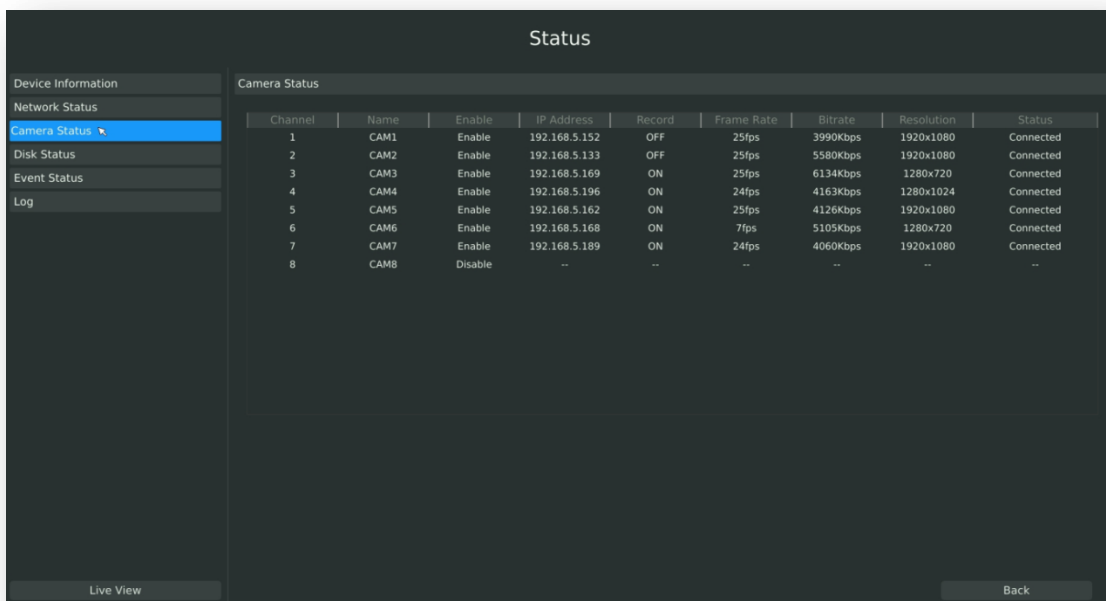 Status
Device Information
Network Status
Camera Status
Disk Status
Event Status
Log
Camera Status
Channel Name Enable IP Address Record Frame Rate Bitrate Resolution Status
1 CAM1 Enable 192.168.5.152 OFF 25fps 3990Kbps 1920x1080 Connected
2 CAM2 Enable 192.168.5.133 OFF 25fps 5580Kbps 1920x1080 Connected
3 CAM3 Enable 192.168.5.169 ON 25fps 6134Kbps 1280x720 Connected
4 CAM4 Enable 192.168.5.196 ON 24fps 4163Kbps 1280x1024 Connected
5 CAM5 Enable 192.168.5.162 ON 25fps 4126Kbps 1920x1080 Connected
6 CAM6 Enable 192.168.5.168 ON 7fps 5105Kbps 1280x720 Connected
7 CAM7 Enable 192.168.5.189 ON 24fps 4060Kbps 1920x1080 Connected
8 CAM8 Disable -- -- -- -- -- --
Live View
Back